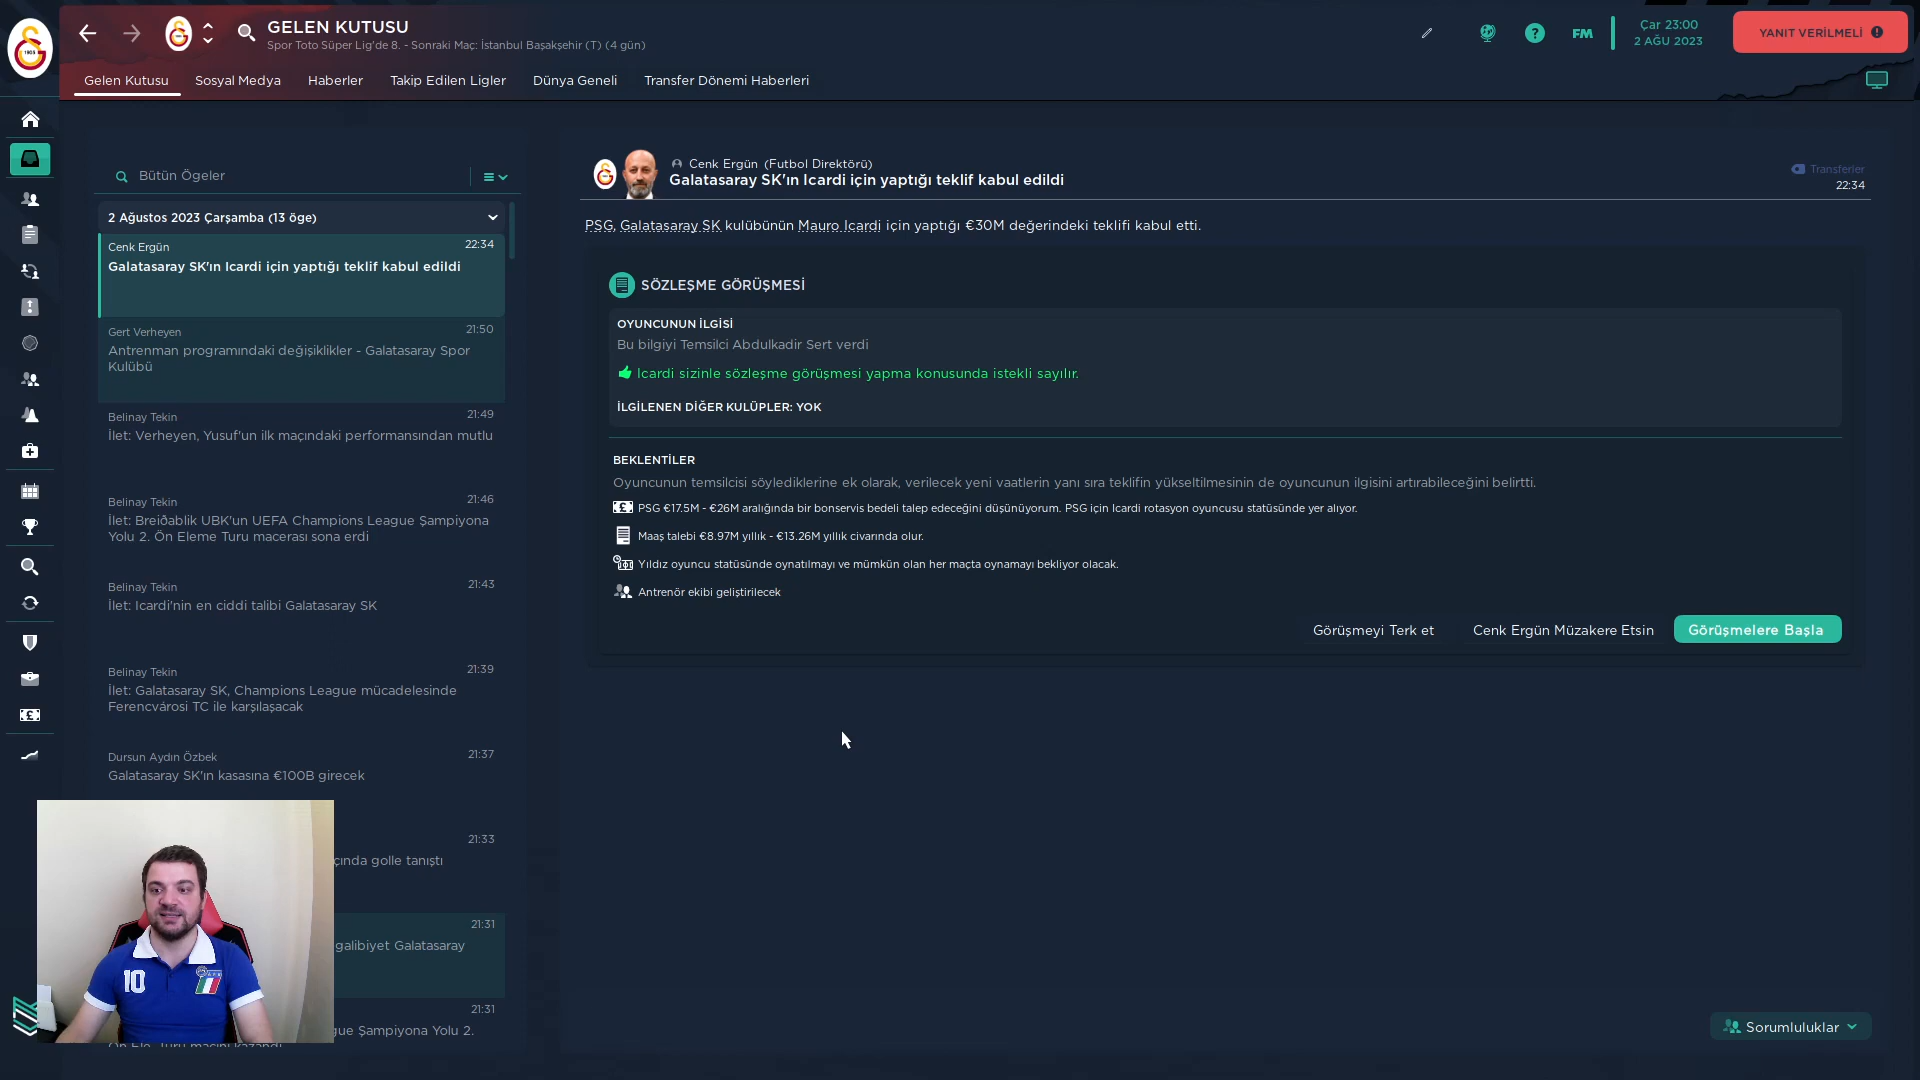 GELEN KUTUSU
Spor Toto Süper Lig'de 8. - Sonraki Maç: İstanbul Başakşehir (T) (4 gün)
FM
Çar 23:00
2 AĞU 2023
YANIT VERİLMELİ
Gelen Kutusu
Sosyal Medya
Haberler
Takip Edilen Ligler
Dünya Geneli
Transfer Dönemi Haberleri
Bütün Ögeler
2 Ağustos 2023 Çarşamba (13 öge)
Cenk Ergün
22:34
Galatasaray SK'ın Icardi için yaptığı teklif kabul edildi
Gert Verheyen
21:50
Antrenman programındaki değişiklikler - Galatasaray Spor
Kulübü
Belinay Tekin
21:49
İlet: Verheyen, Yusuf'un ilk maçındaki performansından mutlu
Belinay Tekin
21:46
İlet: Breiðablik UBK'un UEFA Champions League Şampiyona
Yolu 2. Ön Eleme Turu macerası sona erdi
Belinay Tekin
21:43
İlet: Icardi'nin en ciddi talibi Galatasaray SK
Belinay Tekin
21:39
İlet: Galatasaray SK, Champions League mücadelesinde
Ferencvárosi TC ile karşılaşacak
Dursun Aydın Özbek
21:37
Galatasaray SK'ın kasasına €100B girecek
21:33
golle tanıştı
21:31
galibiyet Galatasaray
21:31
Şampiyona Yolu 2.
Cenk Ergün (Futbol Direktörü)
Galatasaray SK'ın Icardi için yaptığı teklif kabul edildi
Transferler
22:34
PSG, Galatasaray SK kulübünün Mauro Icardi için yaptığı €30M değerindeki teklifi kabul etti.
SÖZLEŞME GÖRÜŞMESİ
OYUNCUNUN İLGİSİ
Bu bilgiyi Temsilci Abdulkadir Sert verdi
Icardi sizinle sözleşme görüşmesi yapma konusunda istekli sayılır.
İLGİLENEN DİĞER KULÜPLER: YOK
BEKLENTİLER
Oyuncunun temsilcisi söylediklerine ek olarak, verilecek yeni vaatlerin yanı sıra teklifin yükseltilmesinin de oyuncunun ilgisini artırabileceğini belirtti.
PSG €17.5M - €26M aralığında bir bonservis bedeli talep edeceğini düşünüyorum. PSG için Icardi rotasyon oyuncusu statüsünde yer alıyor.
Maaş talebi €8.97M yıllık - €13.26M yıllık civarında olur.
Yıldız oyuncu statüsünde oynatılmayı ve mümkün olan her maçta oynamayı bekliyor olacak.
Antrenör ekibi geliştirilecek
Görüşmeyi Terk et
Cenk Ergün Müzakere Etsin
Görüşmelere Başla
10
Sorumluluklar